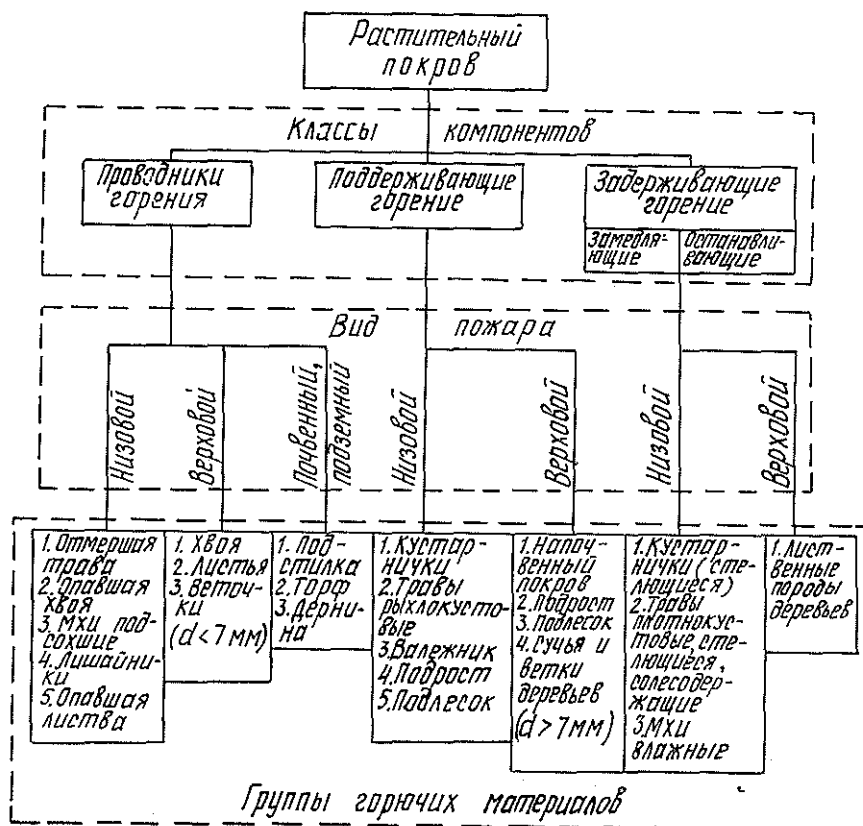 Растительный
покров
Классы компонентов
Проводники
горения
Поддерживающие
горение
Задерживающие
горение
Замедля-
ющие
Останавли-
вающие
Вид пожара
Низовой
Верховой
Почвенный,
подземный
Низовой
Верховой
Низовой
Верховой
1. Отмершая
трава
2. Опавшая
хвоя
3. Мхи под-
сохшие
4. Лишайни-
ки
5. Опавшая
листва
1. Хвоя
2. Листья
3. Веточ-
ки
(d < 7 мм)
1. Под-
стилка
2. Торф
3. Дерни-
на
1. Кустар-
нички
2. Травы
рыхлокусто-
вые
3. Валежник
4. Подрост
5. Подлесок
1. Напоч-
венный
покров
2. Подрост
3. Подлесок
4. Сучья и
ветки
деревьев
(d > 7 мм)
1. Кустар-
нички (сте-
лющиеся)
2. Травы
плотнокус-
товые, сте-
лющиеся,
солесодер-
жащие
3. Мхи
влажные
1. Листвен-
енные
породы
деревьев
Группы горючих материалов